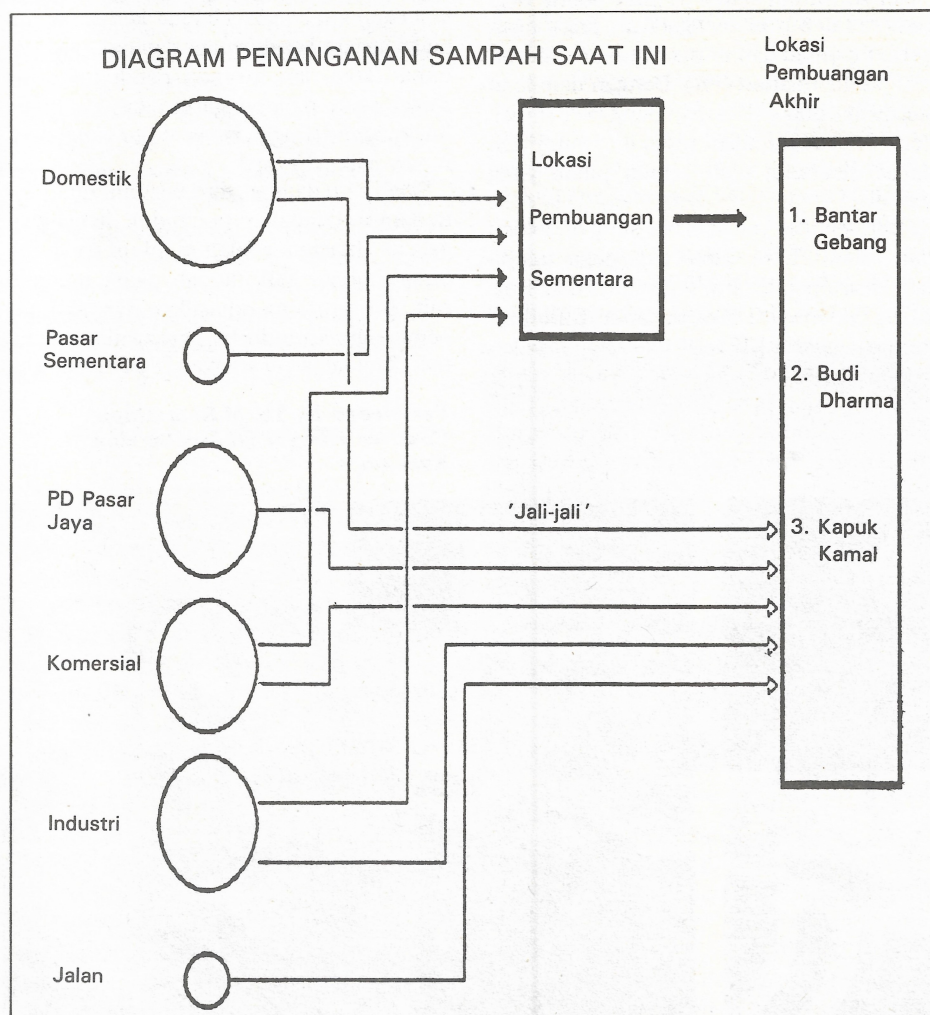 DIAGRAM PENANGANAN SAMPAH SAAT INI
Lokasi
Pembuangan
Akhir
Domestik
Pasar
Sementara
PD Pasar
Jaya
Komersial
Industri
Jalan
Lokasi
Pembuangan
Sementara
'Jali-jali'
1. Bantar
Gebang
2. Budi
Dharma
3. Kapuk
Kamal